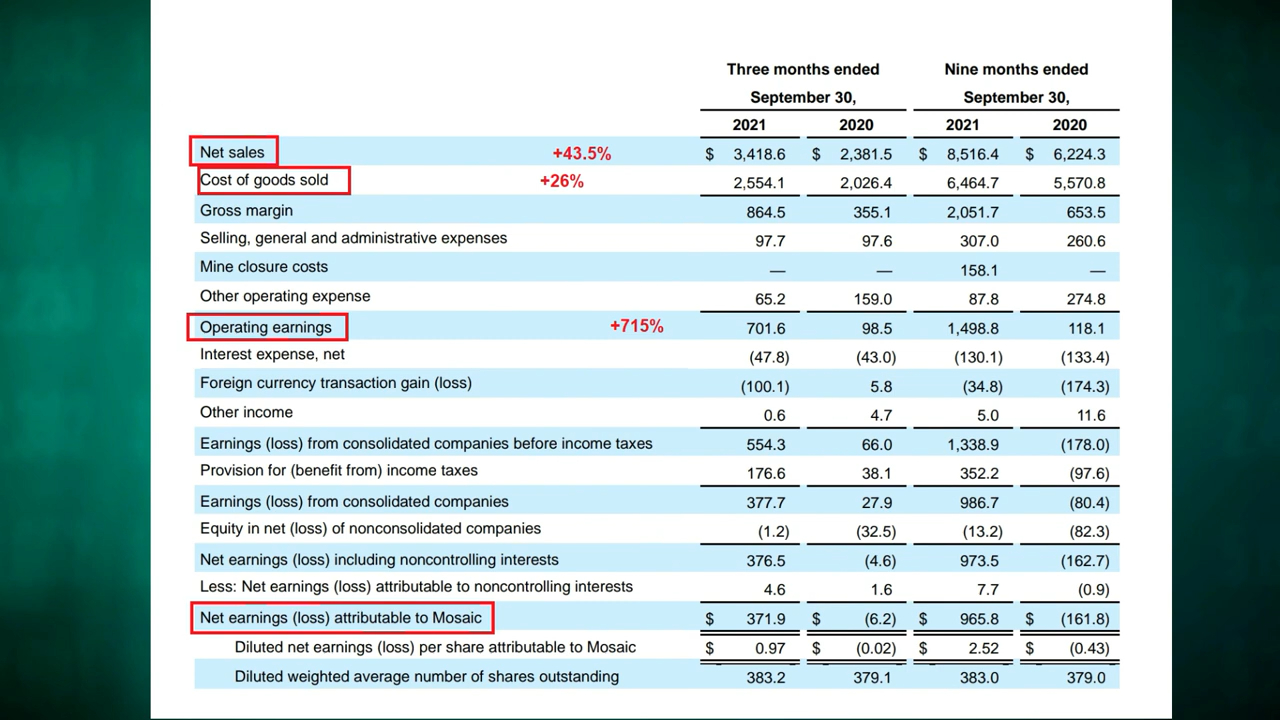 Three months ended Nine months ended
September 30, September 30,
2021 2020 2021 2020
Net sales +43.5% $ 3,418.6 $ 2,381.5 $ 8,516.4 $ 6,224.3
Cost of goods sold +26% 2,554.1 2,026.4 6,464.7 5,570.8
Gross margin 864.5 355.1 2,051.7 653.5
Selling, general and administrative expenses 97.7 97.6 307.0 260.6
Mine closure costs — — 158.1 —
Other operating expense 65.2 159.0 87.8 274.8
Operating earnings +715% 701.6 98.5 1,498.8 118.1
Interest expense, net (47.8) (43.0) (130.1) (133.4)
Foreign currency transaction gain (loss) (100.1) 5.8 (34.8) (174.3)
Other income 0.6 4.7 5.0 11.6
Earnings (loss) from consolidated companies before income taxes 554.3 66.0 1,338.9 (178.0)
Provision for (benefit from) income taxes 176.6 38.1 352.2 (97.6)
Earnings (loss) from consolidated companies 377.7 27.9 986.7 (80.4)
Equity in net (loss) of nonconsolidated companies (1.2) (32.5) (13.2) (82.3)
Net earnings (loss) including noncontrolling interests 376.5 (4.6) 973.5 (162.7)
Less: Net earnings (loss) attributable to noncontrolling interests 4.6 1.6 7.7 (0.9)
Net earnings (loss) attributable to Mosaic $ 371.9 $ (6.2) $ 965.8 $ (161.8)
Diluted net earnings (loss) per share attributable to Mosaic $ 0.97 $ (0.02) $ 2.52 $ (0.43)
Diluted weighted average number of shares outstanding 383.2 379.1 383.0 379.0